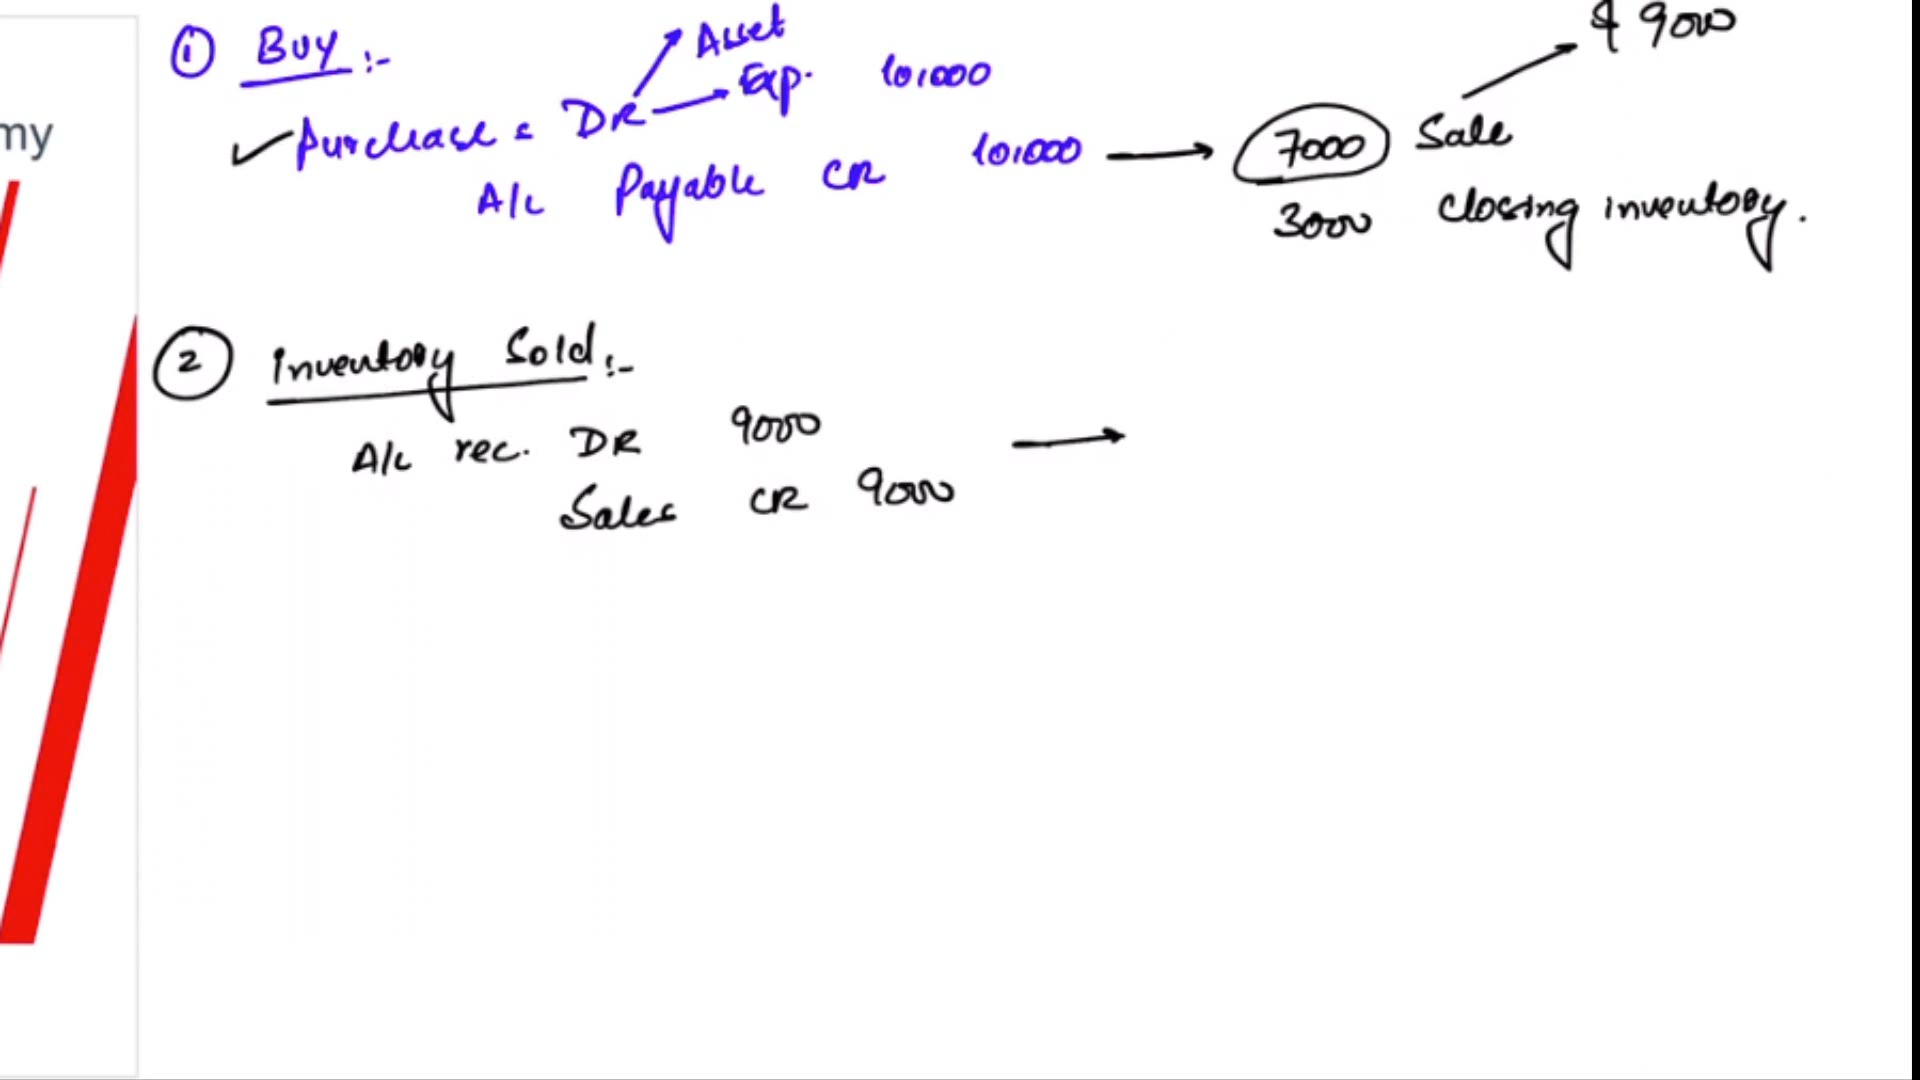 my
① Buy :-
Asset
Exp. 10,000
✓ Purchases DR
A/c Payable CR 10,000
$ 9000
7000 Sale
3000 closing inventory.
② Inventory Sold :-
A/c rec. DR 9000
Sales CR 9000